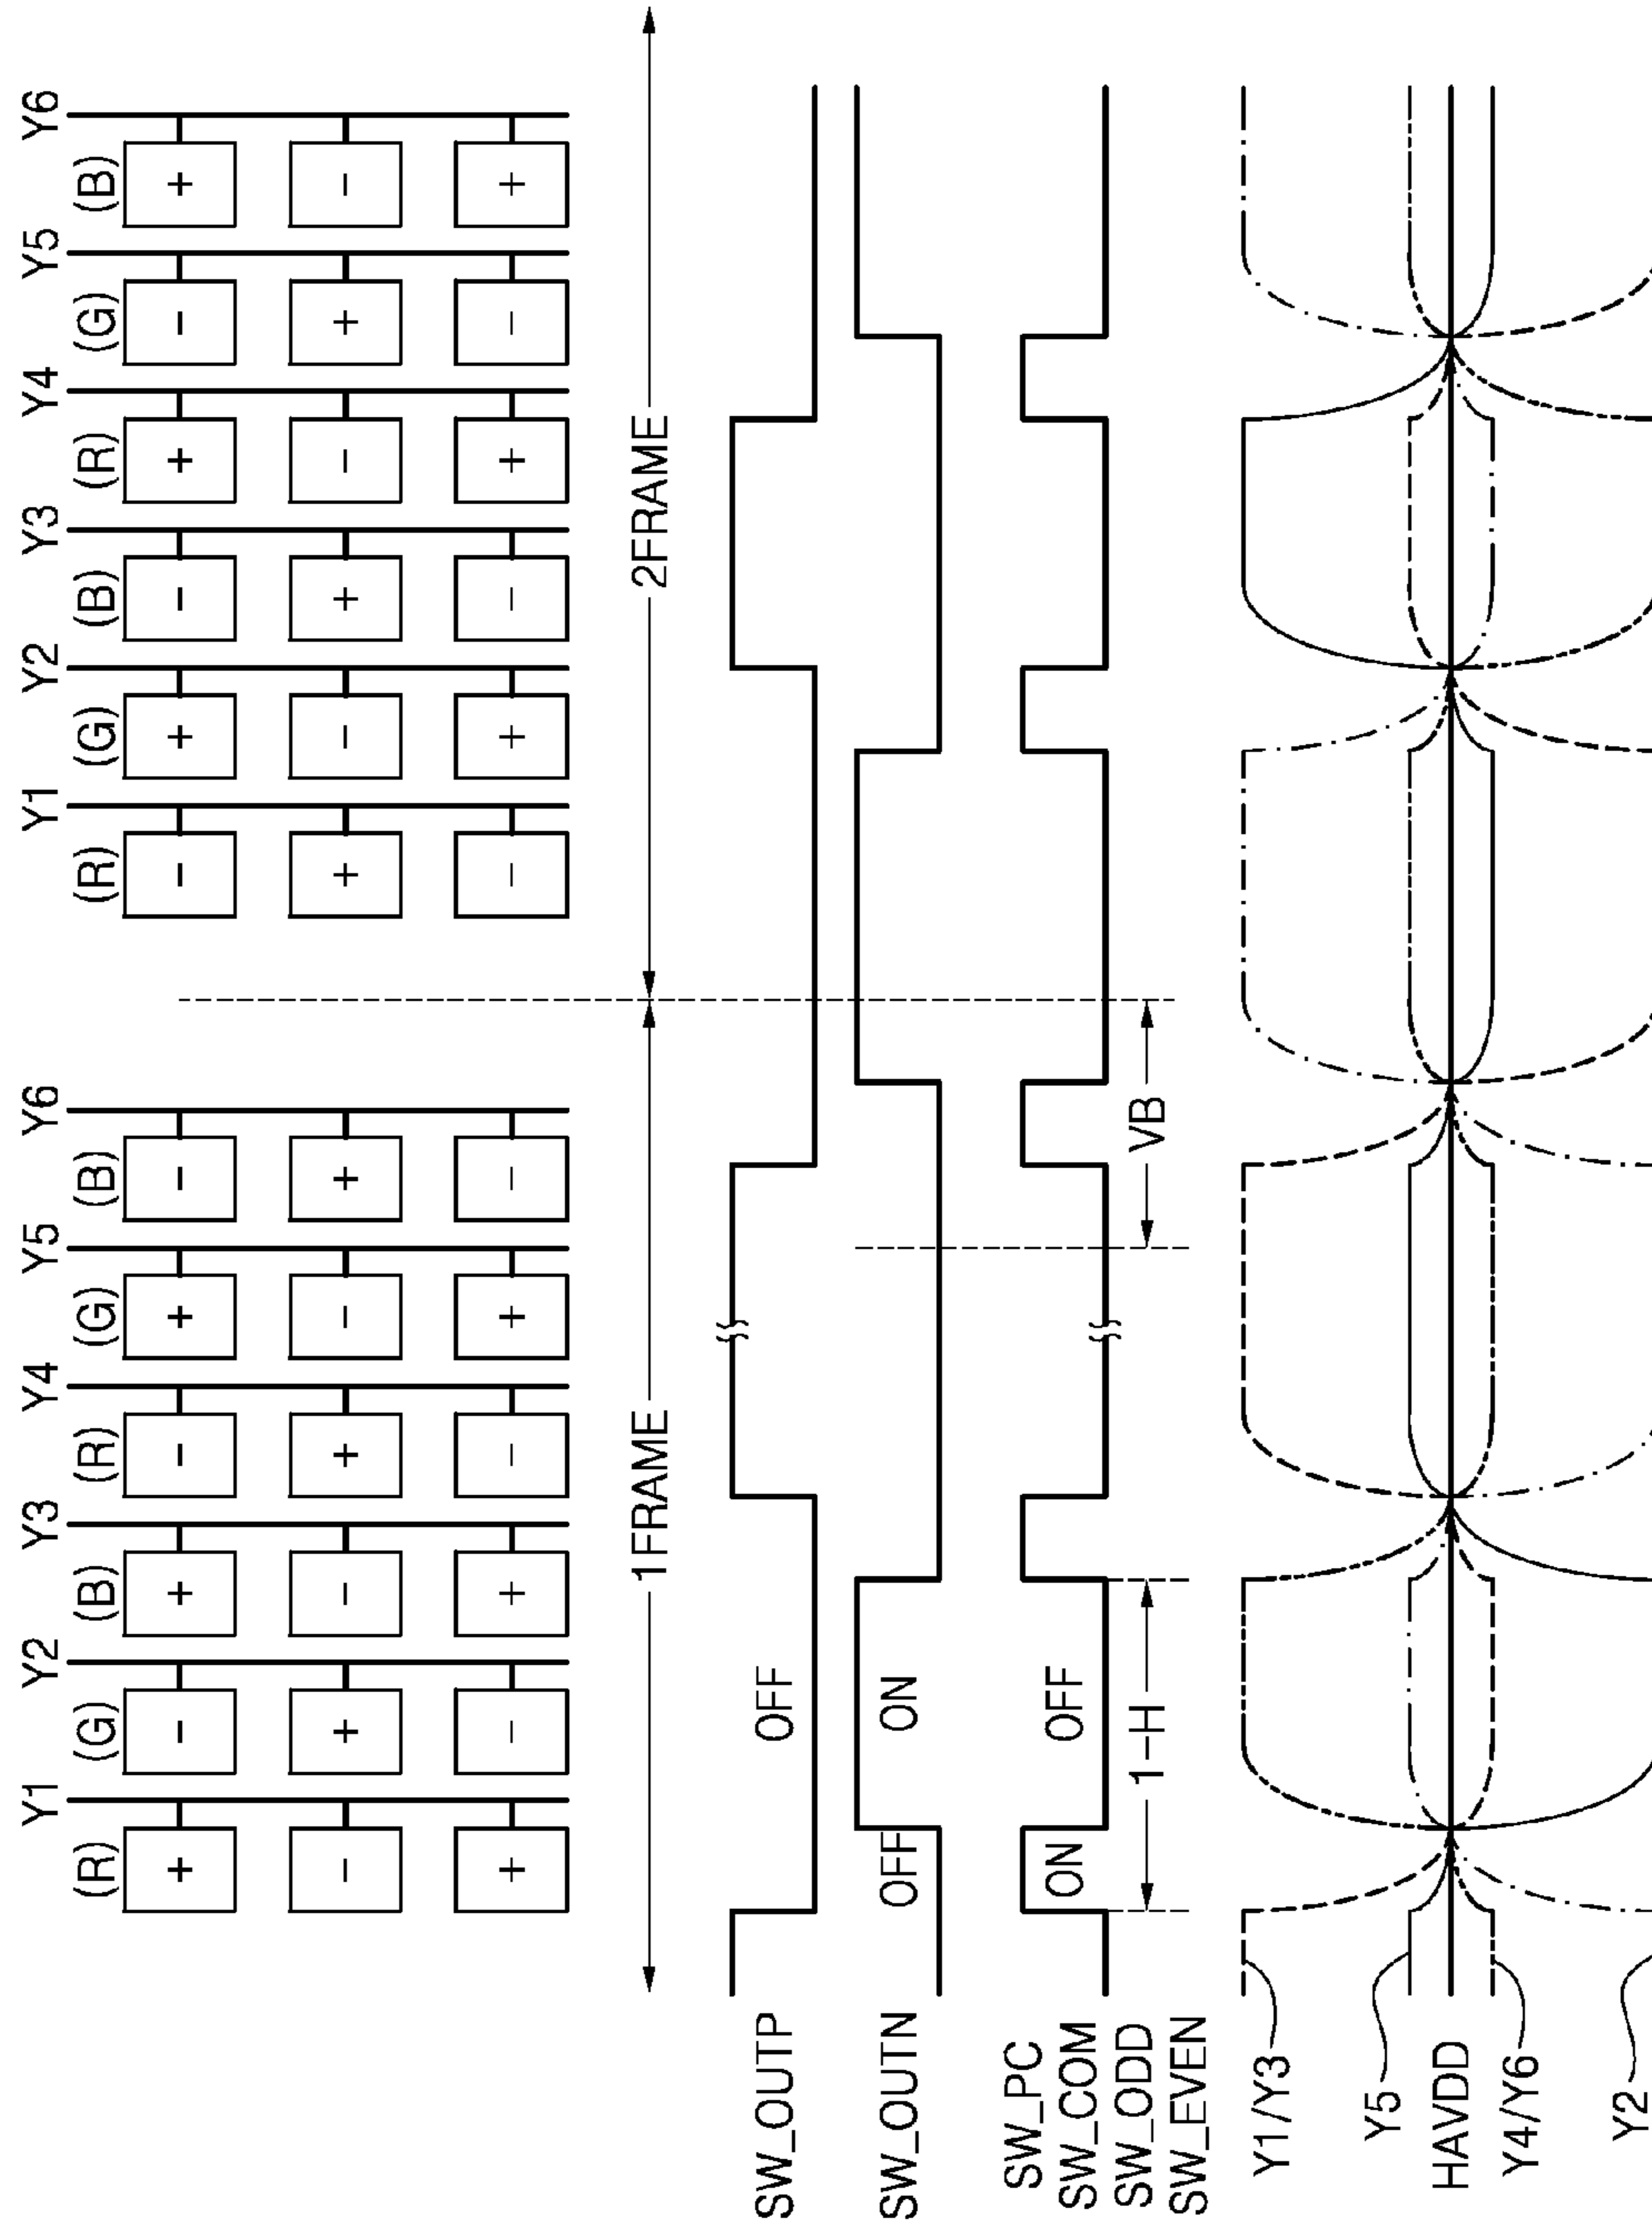 Y1 Y2 Y3 Y4 Y5 Y6 Y1 Y2 Y3 Y4 Y5 Y6
(R) (G) (B) (R) (G) (B) (R) (G) (B) (R) (G) (B)
+ − + − + − − + − + − +
− + − + − + + − + − + −
+ − + − + − − + − + − +
1FRAME 2FRAME
SW_OUTP OFF
SW_OUTN OFF ON
SW_PC
SW_COM ON OFF
SW_ODD 1-H VB
SW_EVEN
Y1/Y3
Y5
HAVDD
Y4/Y6
Y2